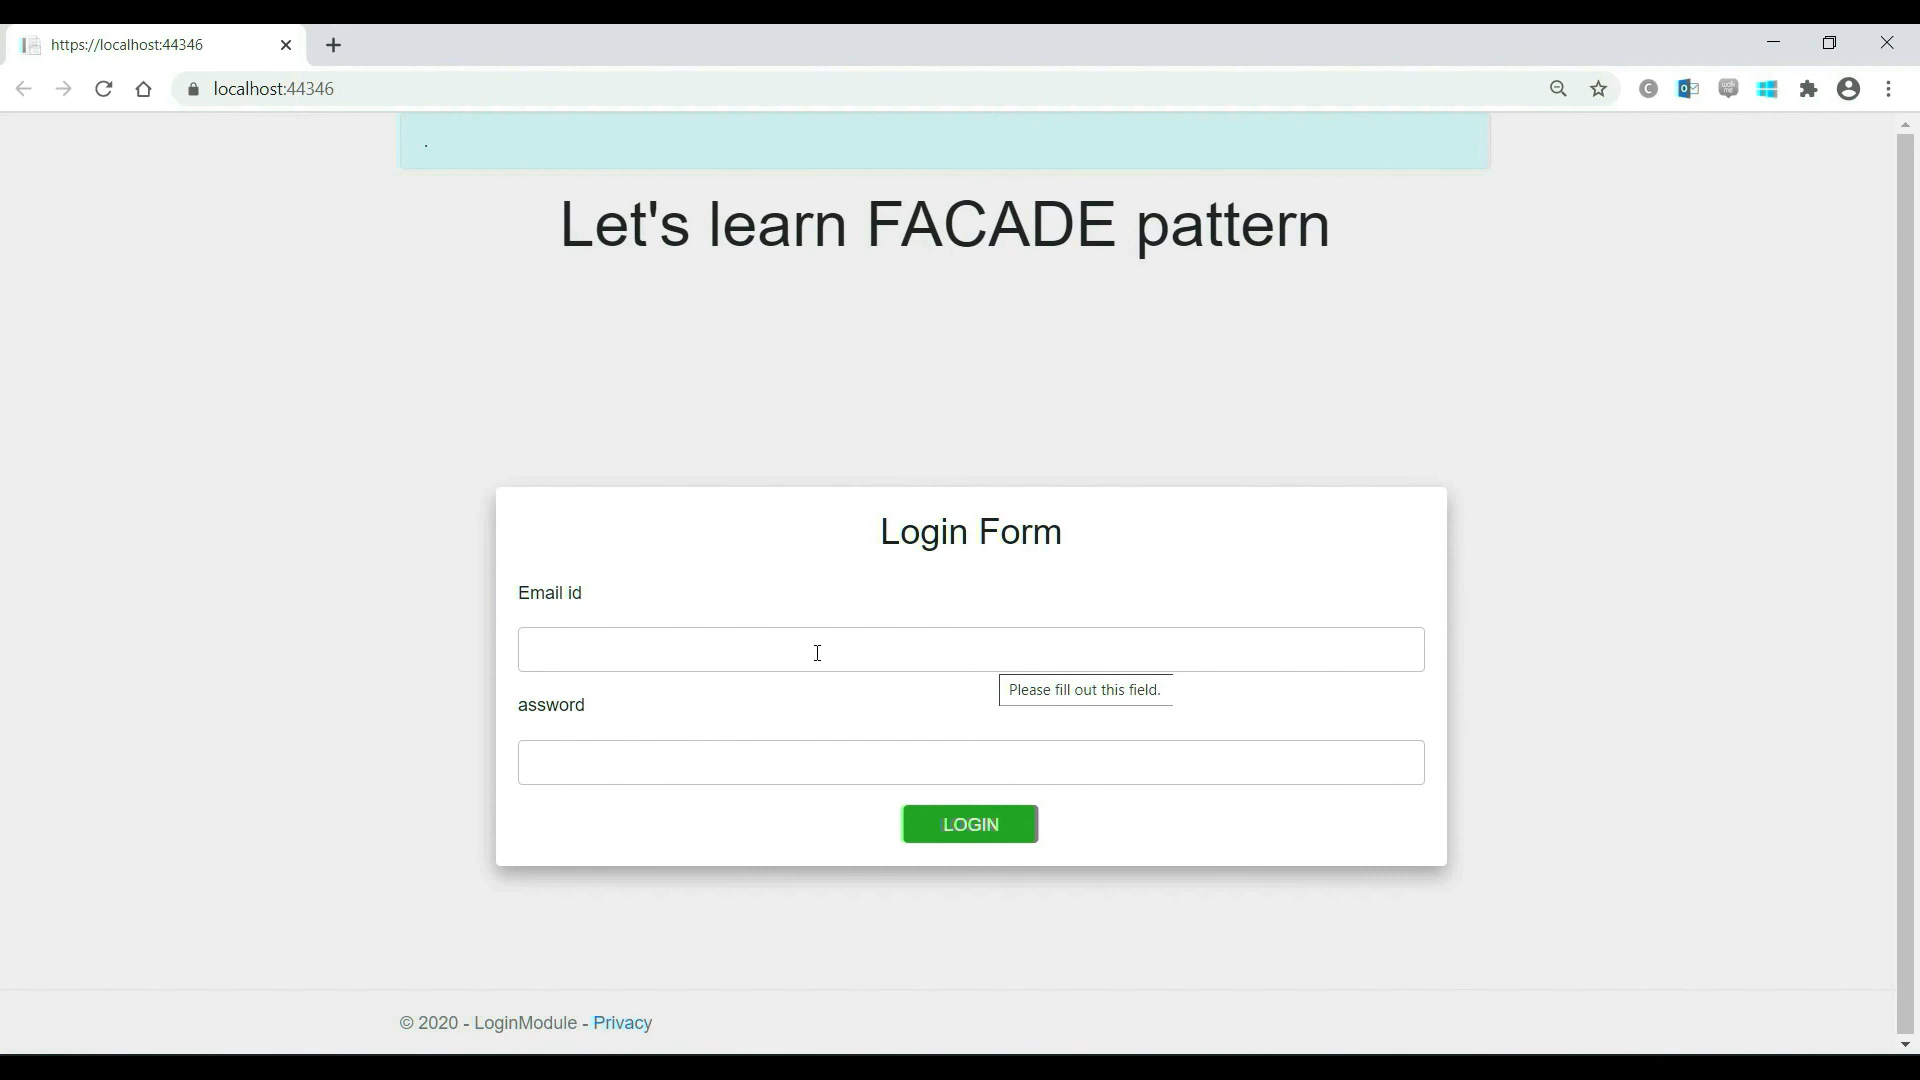 https://localhost:44346
localhost:44346
.
Let's learn FACADE pattern
Login Form
Email id
Please fill out this field.
assword
LOGIN
© 2020 - LoginModule - Privacy